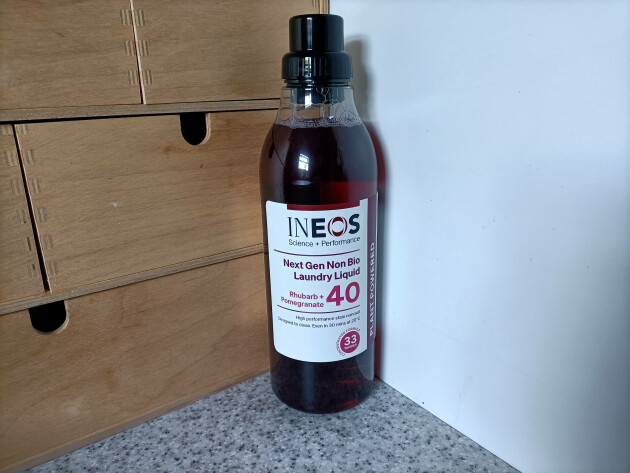 INEOS
Science + Performance
Next Gen Non Bio
Laundry Liquid
Rhubarb +
Pomegranate
40
High performance stain removal
Designed to clean. Even in 30 mins at 20°C
33
PLANT POWERED